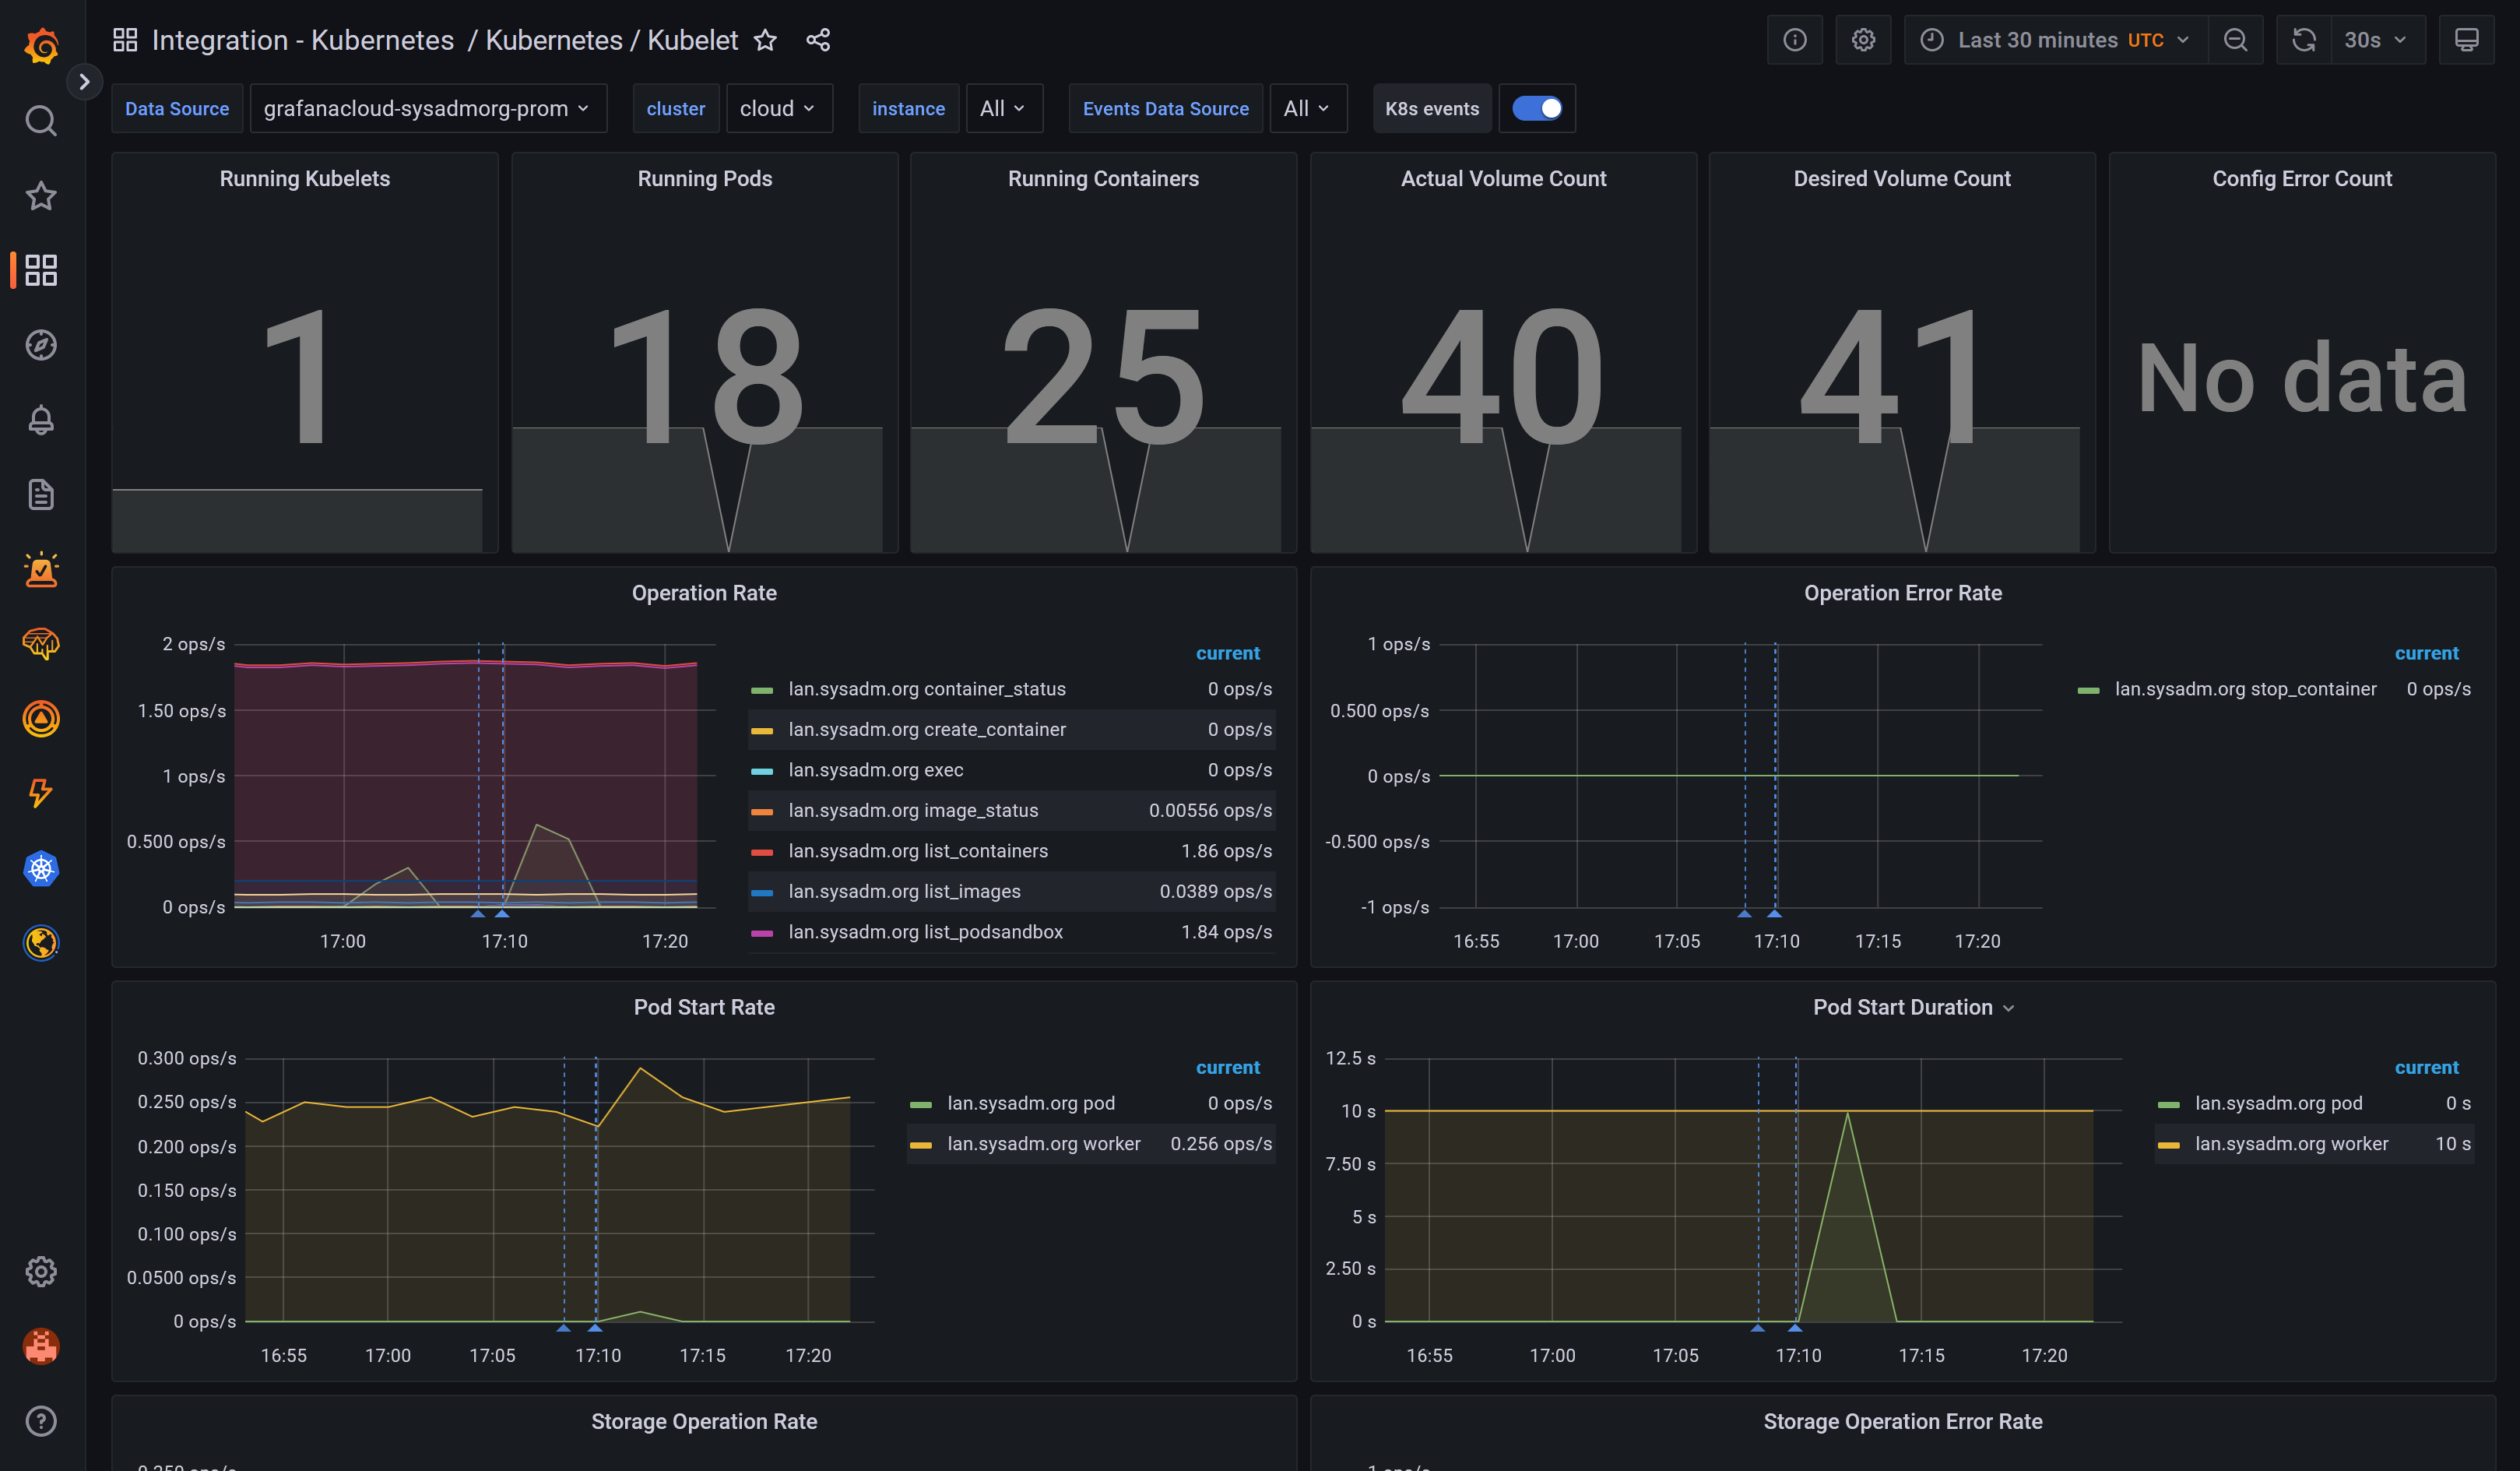 Integration - Kubernetes / Kubernetes / Kubelet
Last 30 minutes UTC
30s
Data Source grafanacloud-sysadmorg-prom cluster cloud instance All Events Data Source All K8s events
Running Kubelets
1
Running Pods
18
Running Containers
25
Actual Volume Count
40
Desired Volume Count
41
Config Error Count
No data
Operation Rate
2 ops/s
1.50 ops/s
1 ops/s
0.500 ops/s
0 ops/s
17:00 17:10 17:20
current
lan.sysadm.org container_status 0 ops/s
lan.sysadm.org create_container 0 ops/s
lan.sysadm.org exec 0 ops/s
lan.sysadm.org image_status 0.00556 ops/s
lan.sysadm.org list_containers 1.86 ops/s
lan.sysadm.org list_images 0.0389 ops/s
lan.sysadm.org list_podsandbox 1.84 ops/s
Operation Error Rate
1 ops/s
0.500 ops/s
0 ops/s
-0.500 ops/s
-1 ops/s
16:55 17:00 17:05 17:10 17:15 17:20
current
lan.sysadm.org stop_container 0 ops/s
Pod Start Rate
0.300 ops/s
0.250 ops/s
0.200 ops/s
0.150 ops/s
0.100 ops/s
0.0500 ops/s
0 ops/s
16:55 17:00 17:05 17:10 17:15 17:20
current
lan.sysadm.org pod 0 ops/s
lan.sysadm.org worker 0.256 ops/s
Pod Start Duration
12.5 s
10 s
7.50 s
5 s
2.50 s
0 s
16:55 17:00 17:05 17:10 17:15 17:20
current
lan.sysadm.org pod 0 s
lan.sysadm.org worker 10 s
Storage Operation Rate
Storage Operation Error Rate